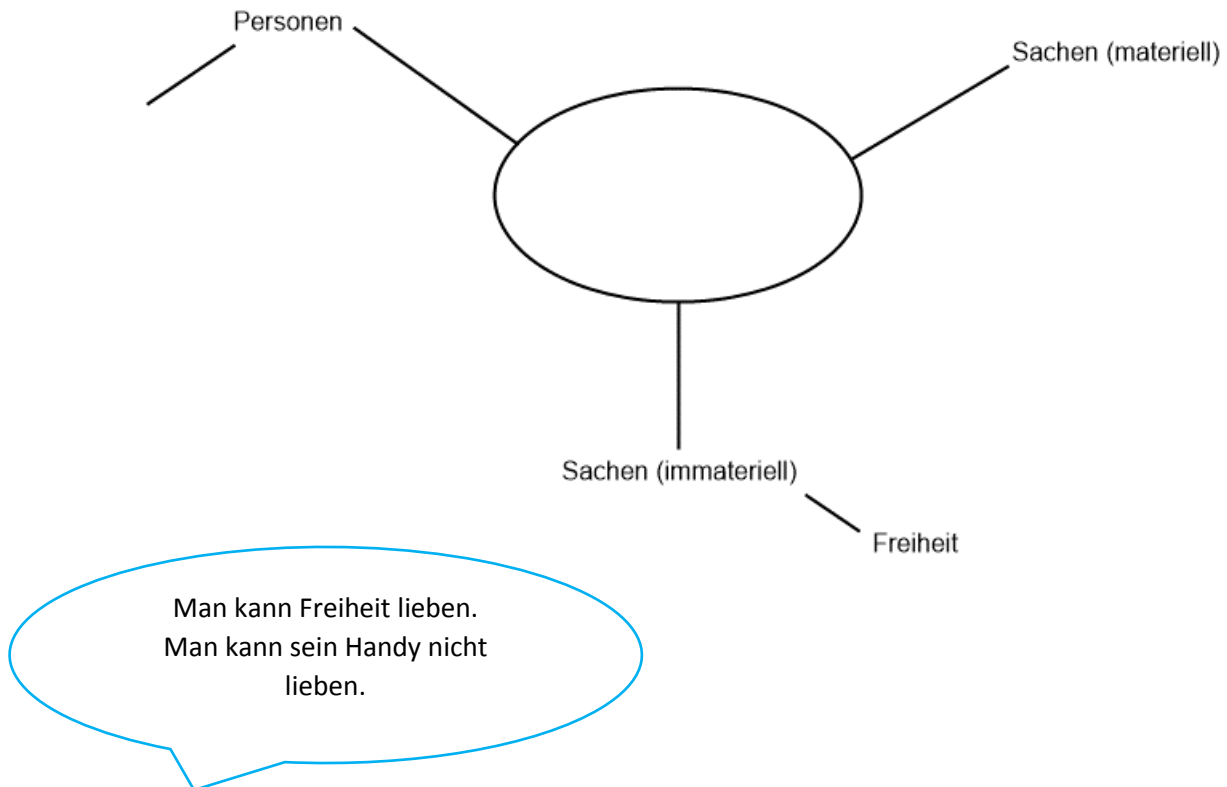 Personen
Sachen (materiell)
Sachen (immateriell)
Freiheit
Man kann Freiheit lieben.
Man kann sein Handy nicht
lieben.